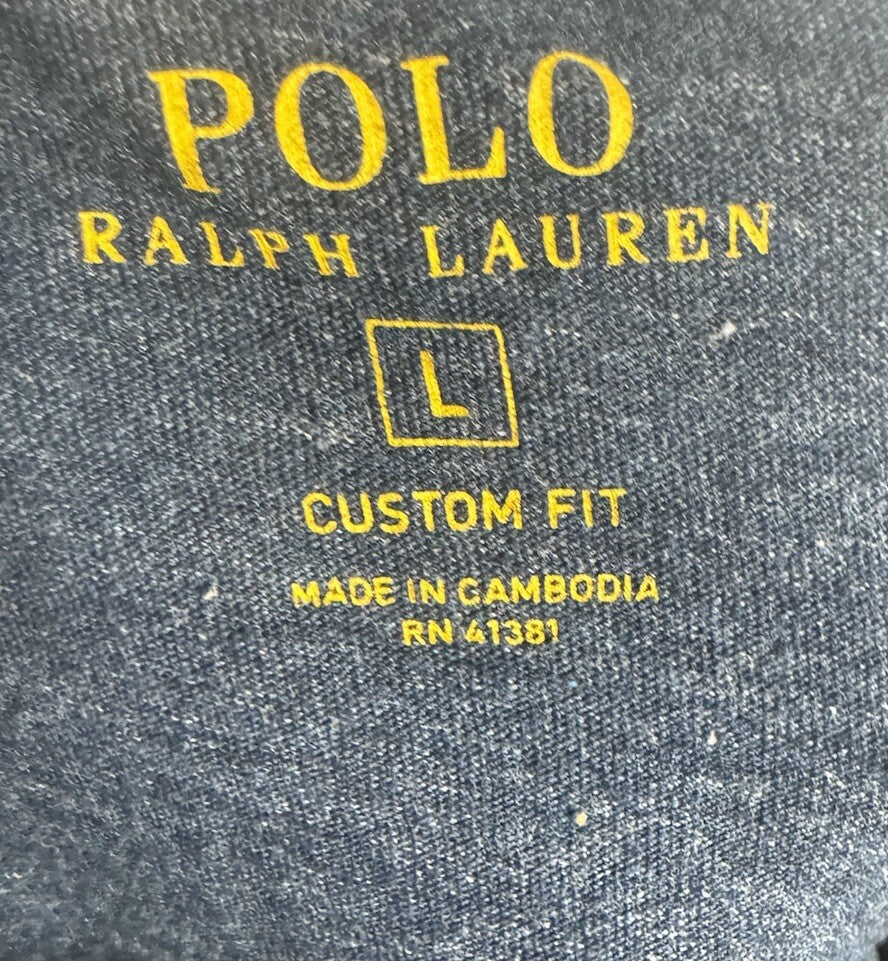 POLO
RALPH LAUREN
L
CUSTOM FIT
MADE IN CAMBODIA
RN 41381